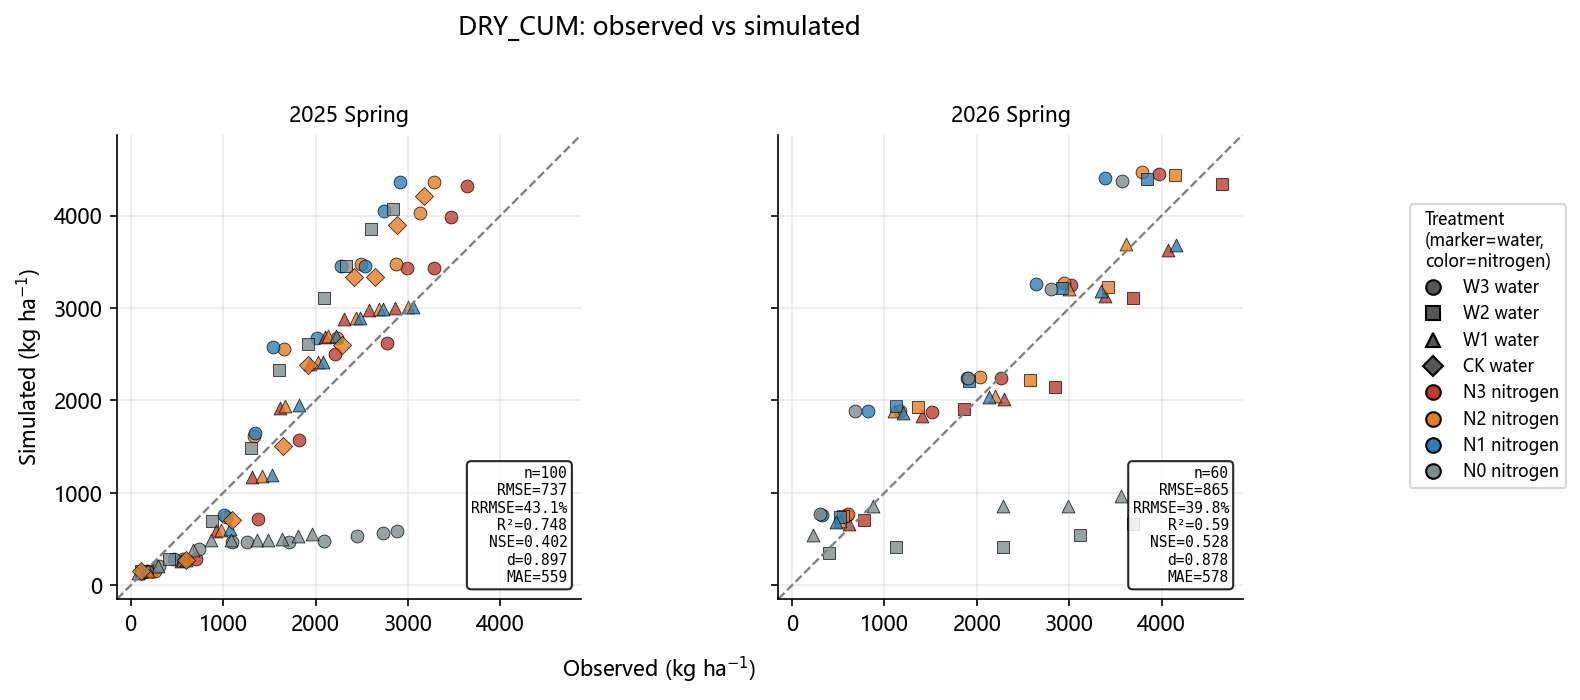 DRY_CUM: observed vs simulated
2025 Spring
2026 Spring
Simulated (kg ha⁻¹)
4000
3000
2000
1000
0
0 1000 2000 3000 4000
0 1000 2000 3000 4000
Observed (kg ha⁻¹)
n=100
RMSE=737
RRMSE=43.1%
R²=0.748
NSE=0.402
d=0.897
MAE=559
n=60
RMSE=865
RRMSE=39.8%
R²=0.59
NSE=0.528
d=0.878
MAE=578
Treatment
(marker=water,
color=nitrogen)
W3 water
W2 water
W1 water
CK water
N3 nitrogen
N2 nitrogen
N1 nitrogen
N0 nitrogen